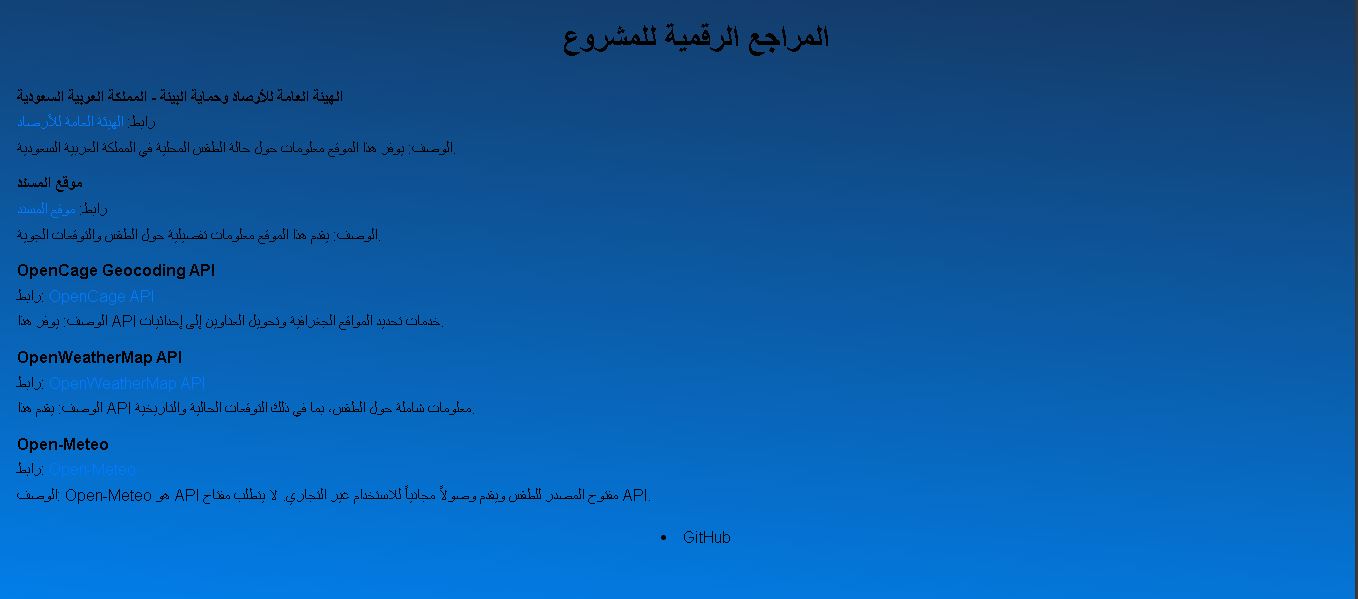 المراجع الرقمية للمشروع
الهيئة العامة للأرصاد وحماية البيئة - المملكة العربية السعودية
رابط: الهيئة العامة للأرصاد
الوصف: يوفر هذا الموقع معلومات حول حالة الطقس المحلية في المملكة العربية السعودية.
موقع المسند
رابط: موقع المسند
الوصف: يقدم هذا الموقع معلومات تفصيلية حول الطقس والتوقعات الجوية.
OpenCage Geocoding API
رابط: OpenCage API
الوصف: يوفر هذا API خدمات تحديد المواقع الجغرافية وتحويل العناوين إلى إحداثيات.
OpenWeatherMap API
رابط: OpenWeatherMap API
الوصف: يقدم هذا API معلومات شاملة حول الطقس، بما في ذلك التوقعات الحالية والتاريخية.
Open-Meteo
رابط: Open-Meteo
الوصف: Open-Meteo هو API مفتوح المصدر للطقس ويقدم وصولاً مجانياً للاستخدام غير التجاري. لا يتطلب مفتاح API.
• GitHub